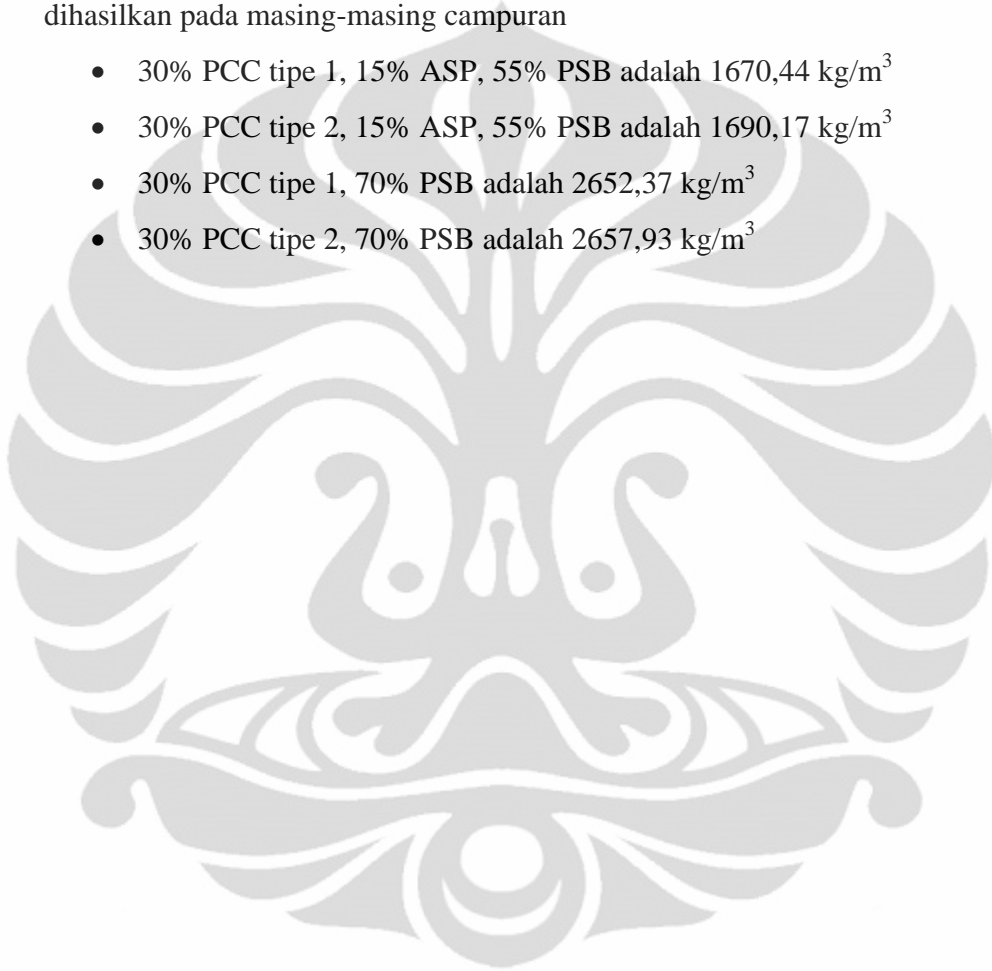 dihasilkan pada masing-masing campuran
• 30% PCC tipe 1, 15% ASP, 55% PSB adalah 1670,44 kg/m³
• 30% PCC tipe 2, 15% ASP, 55% PSB adalah 1690,17 kg/m³
• 30% PCC tipe 1, 70% PSB adalah 2652,37 kg/m³
• 30% PCC tipe 2, 70% PSB adalah 2657,93 kg/m³